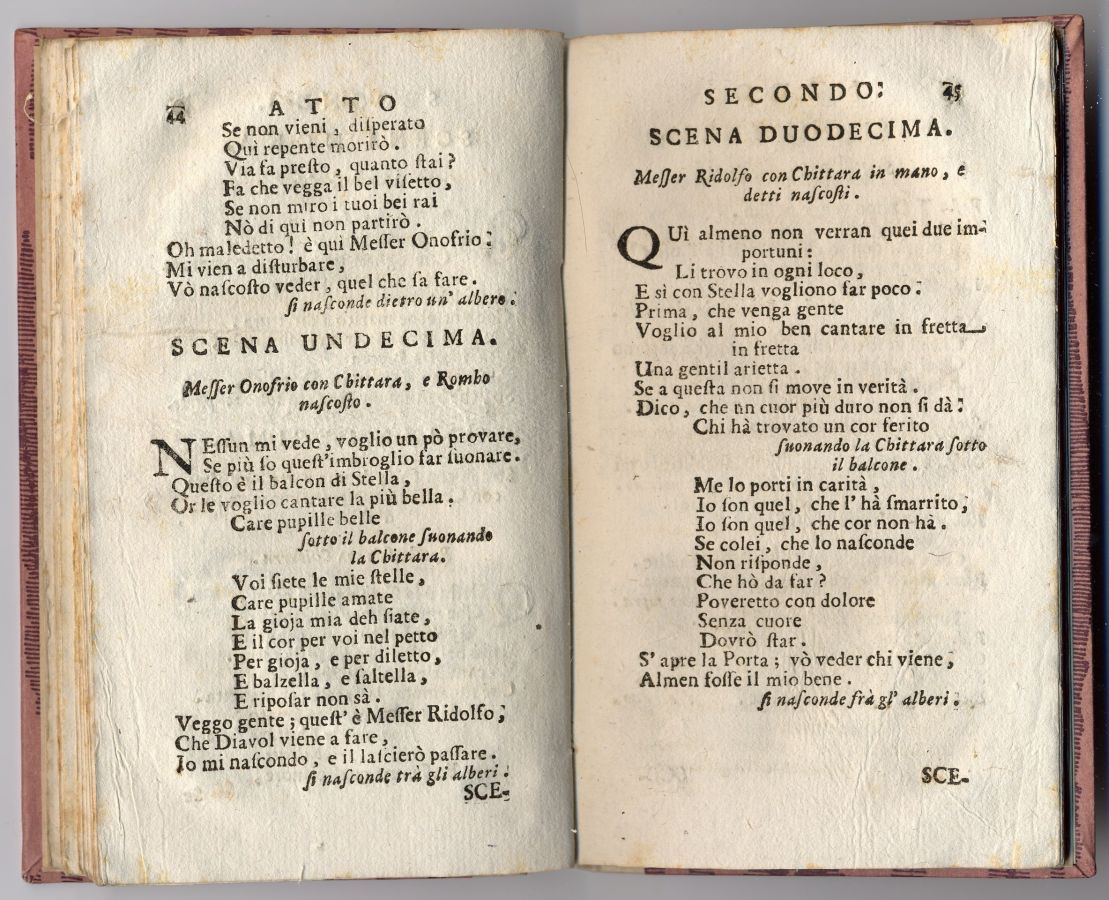 44
ATTO
Se non vieni, diſperato
Quì repente morirò.
Via fa preſto, quanto ſtai?
Fa che vegga il bel viſetto,
Se non miro i tuoi bei rai
Nò di qui non partirò.
Oh maledetto! è quì Meſſer Onofrio:
Mi vien a diſturbare,
Vò naſcoſto veder, quel che ſa fare.
ſi naſconde dietro un' albero.
SCENA UNDECIMA.
Meſſer Onofrio con Chittara, e Rombo
naſcoſto.
NEſſun mi vede, voglio un pò provare,
Se più ſo queſt'imbroglio far ſuonare.
Queſto è il balcon di Stella,
Or le voglio cantare la più bella.
Care pupille belle
ſotto il balcone ſuonando
la Chittara.
Voi ſiete le mie ſtelle,
Care pupille amate
La gioja mia deh ſiate,
E il cor per voi nel petto
Per gioja, e per diletto,
E balzella, e ſaltella,
E ripoſar non sà.
Veggo gente; queſt' è Meſſer Ridolfo;
Che Diavol viene a fare,
Io mi naſcondo, e il laſcierò paſſare.
ſi naſconde trà gli alberi.
SCE-
SECONDO:
45
SCENA DUODECIMA.
Meſſer Ridolfo con Chittara in mano, e
detti naſcoſti.
QUì almeno non verran quei due im-
portuni:
Li trovo in ogni loco,
E sì con Stella vogliono far poco:
Prima, che venga gente
Voglio al mio ben cantare in fretta
in fretta
Una gentil arietta.
Se a queſta non ſi move in verità.
Dico, che un cuor più duro non ſi dà:
Chi hà trovato un cor ferito
ſuonando la Chittara ſotto
il balcone.
Me lo porti in carità,
Io ſon quel, che l' hà ſmarrito;
Io ſon quel, che cor non hà.
Se colei, che lo naſconde
Non riſponde,
Che hò da far?
Poveretto con dolore
Senza cuore
Dovrò ſtar.
S' apre la Porta; vò veder chi viene;
Almen foſſe il mio bene.
ſi naſconde frà gl' alberi.
SCE-